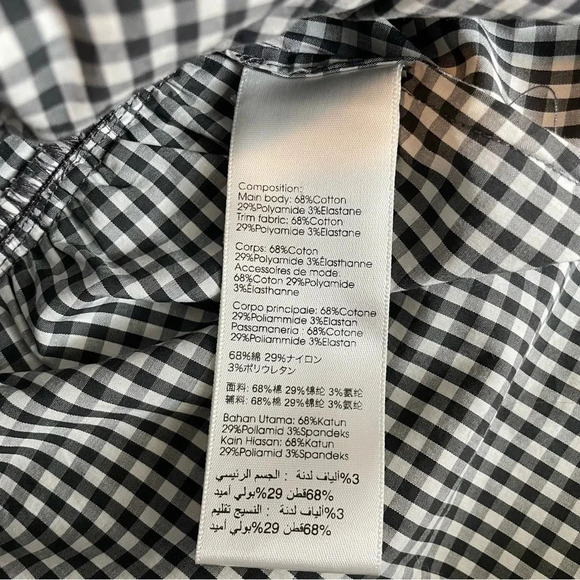 Composition:
Main body: 68%Cotton
29%Polyamide 3%Elastane
Trim fabric: 68%Cotton
29%Polyamide 3%Elastane
Corps: 68%Coton
29%Polyamide 3%Élasthanne
Accessoires de mode:
68%Coton 29%Polyamide
3%Élasthanne
Corpo principale: 68%Cotone
29%Poliammide 3%Elastan
Passamaneria : 68%Cotone
29%Poliammide 3%Elastan
68%綿 29%ナイロン
3%ポリウレタン
面料: 68%棉 29%锦纶 3%氨纶
辅料: 68%棉 29%锦纶 3%氨纶
Bahan Utama: 68%Katun
29%Poliamid 3%Spandeks
Kain Hiasan: 68%Katun
29%Poliamid 3%Spandeks
3%ألياف لدنة : الجسم الرئيسي
68%قطن 29%بولي أميد
3%ألياف لدنة : النسيج تقليم
68%قطن 29%بولي أميد